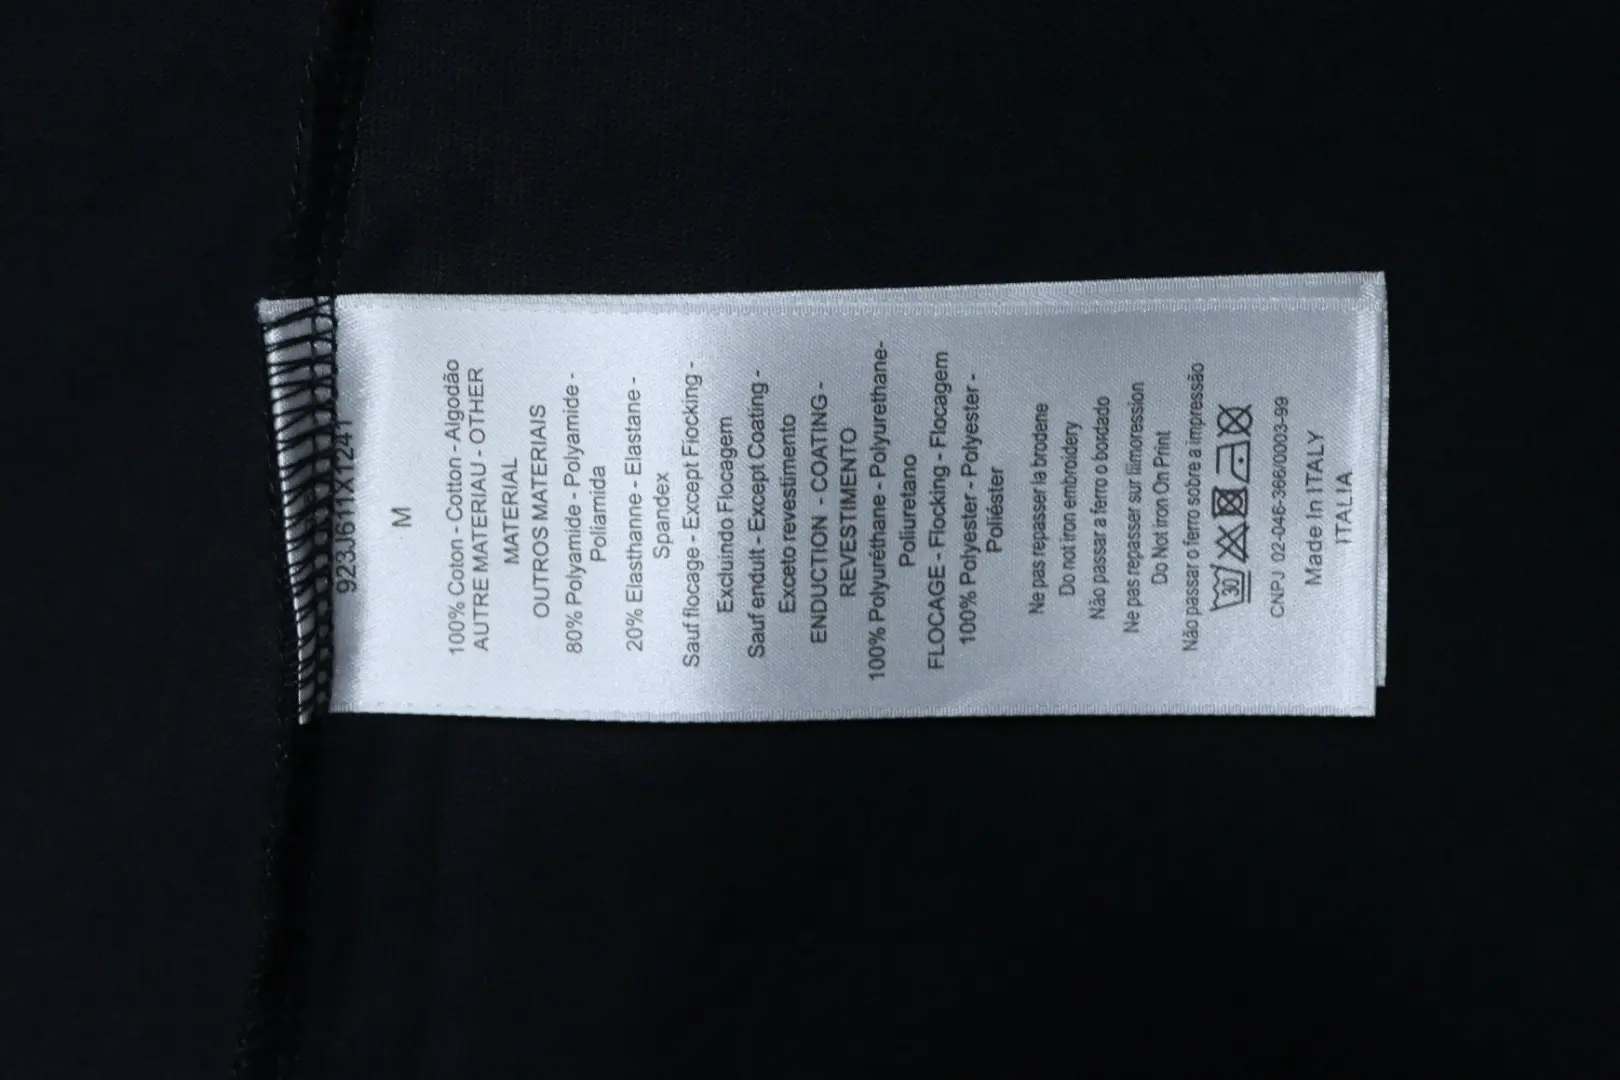 923J611X1241
M
100% Coton - Cotton - Algodão
AUTRE MATERIAU - OTHER
MATERIAL
OUTROS MATERIAIS
80% Polyamide - Polyamide -
Poliamida
20% Elasthanne - Elastane -
Spandex
Sauf flocage - Except Fiocking -
Excluindo Flocagem
Sauf enduit - Except Coating -
Exceto revestimento
ENDUCTION - COATING -
REVESTIMENTO
100% Polyuréthane - Polyurethane-
Poliuretano
FLOCAGE - Flocking - Flocagem
100% Polyester - Polyester -
Poliéster
Ne pas repasser la brodene
Do not iron embroidery
Não passar a ferro o bordado
Ne pas repasser sur l'imoression
Do Not iron On Print
Não passar o ferro sobre a impressão
30
CNPJ 02-046-366/0003-99
Made In ITALY
ITALIA